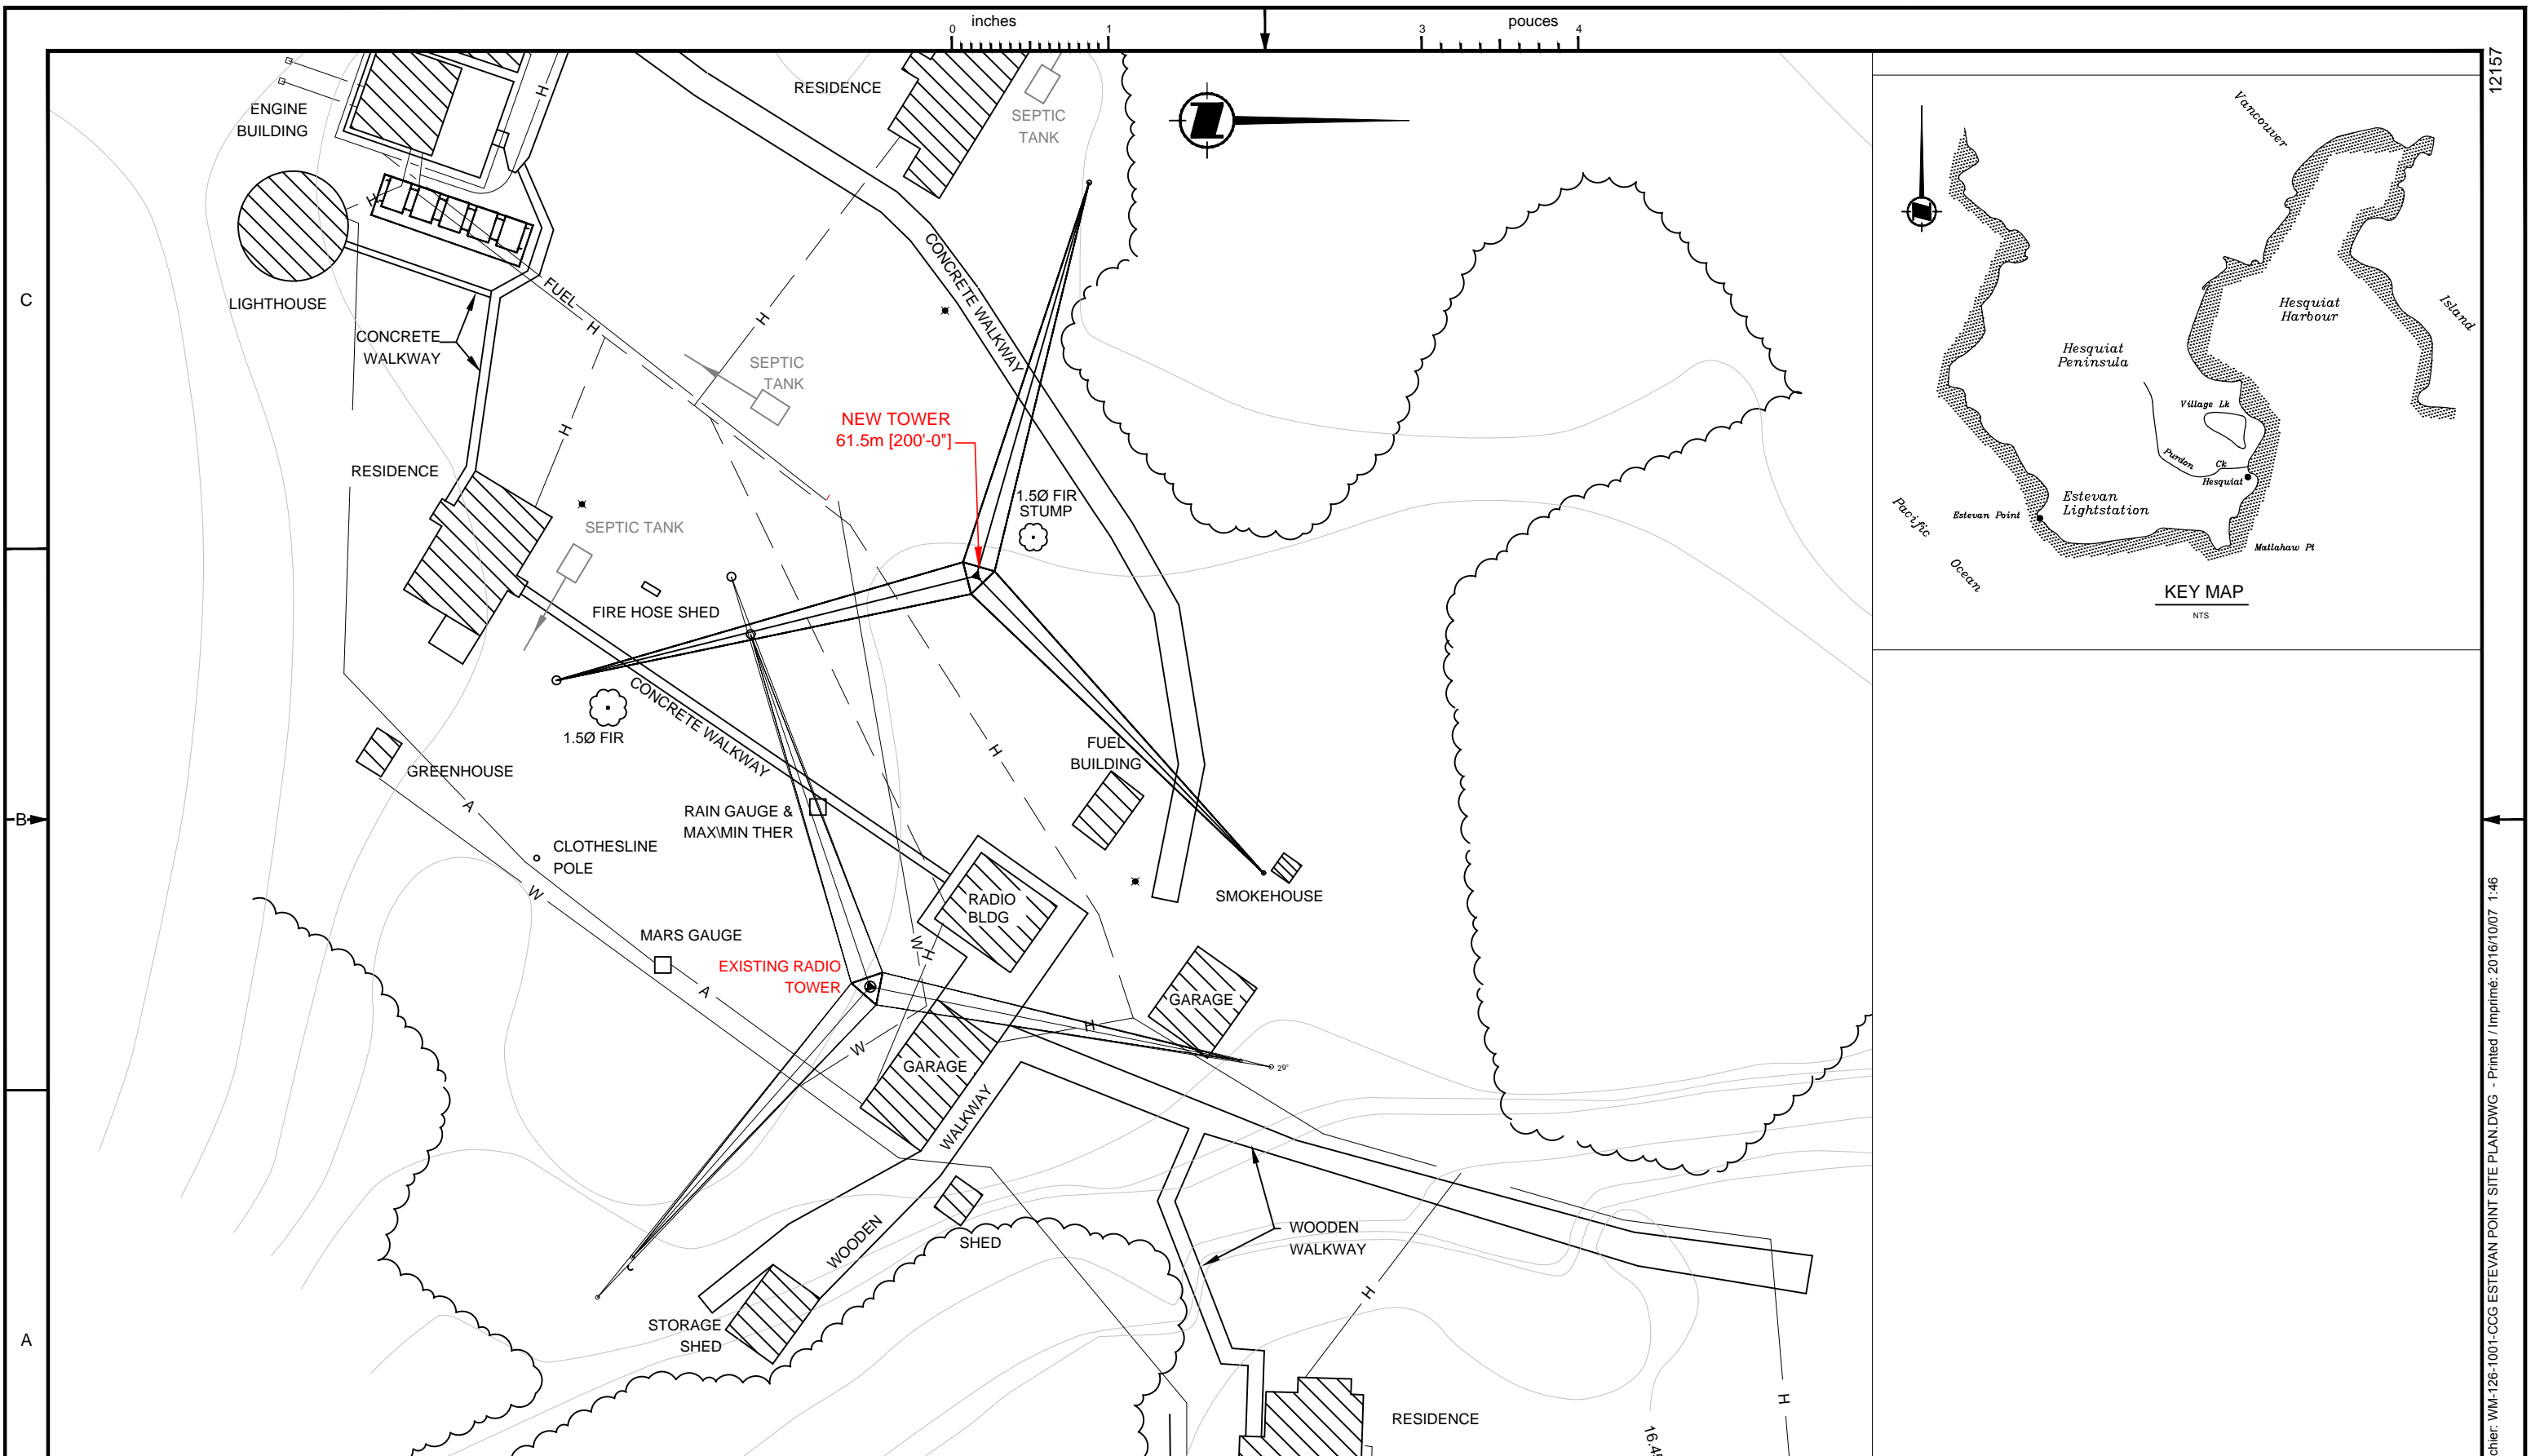 inches
pouces
0
1
3
4
12157
C
B
A
ENGINE
BUILDING
RESIDENCE
SEPTIC
TANK
H
H
LIGHTHOUSE
CONCRETE
WALKWAY
FUEL
H
H
CONCRETE WALKWAY
SEPTIC
TANK
H
NEW TOWER
61.5m [200'-0"]
RESIDENCE
1.5Ø FIR
STUMP
SEPTIC TANK
FIRE HOSE SHED
CONCRETE WALKWAY
1.5Ø FIR
GREENHOUSE
A
H
FUEL
BUILDING
RAIN GAUGE &
MAX\MIN THER
CLOTHESLINE
POLE
W
SMOKEHOUSE
RADIO
BLDG
MARS GAUGE
W
H
EXISTING RADIO
TOWER
A
GARAGE
H
W
GARAGE
29"
WALKWAY
WOODEN
SHED
WOODEN
WALKWAY
H
STORAGE
SHED
RESIDENCE
H
Vancouver
Island
Hesquiat
Harbour
Hesquiat
Peninsula
Village Lk
Purdon
Ck
Hesquiat
Estevan
Lightstation
Estevan Point
Pacific
Ocean
Matlahaw Pt
KEY MAP
NTS
chier: WM-126-1001-CCG ESTEVAN POINT SITE PLAN.DWG - Printed / Imprimé: 2016/10/07 1:46